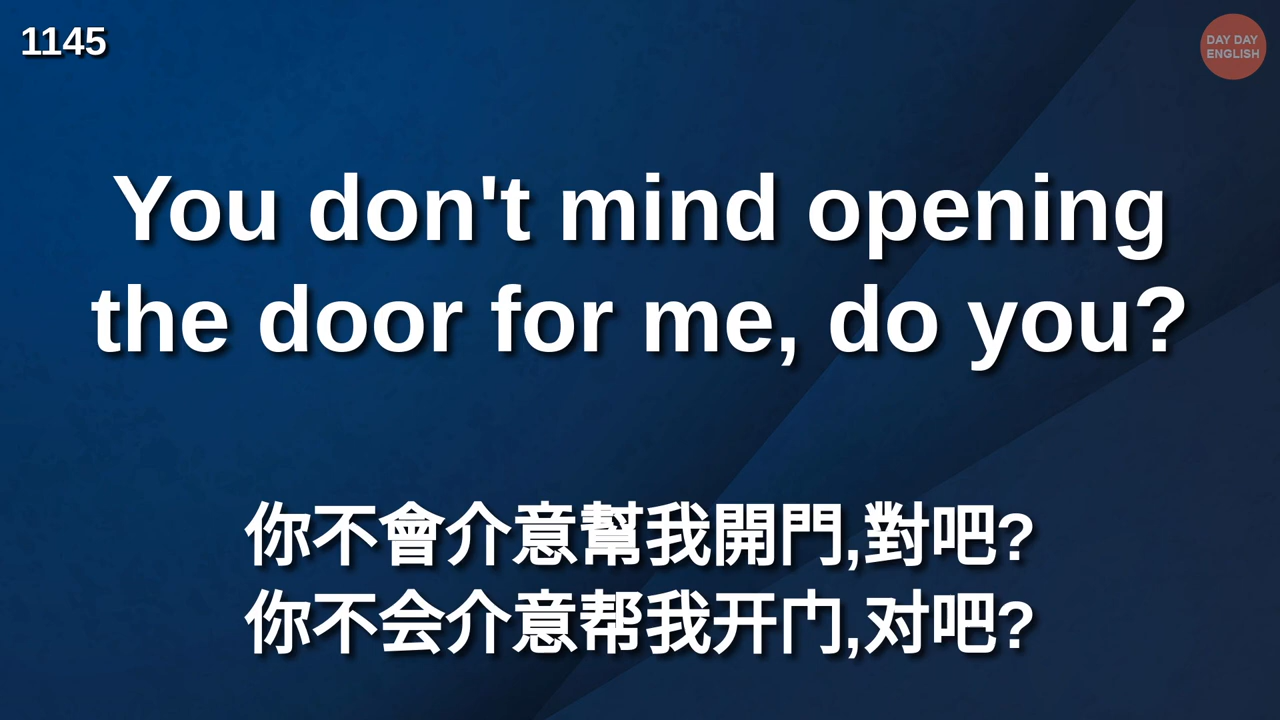 1145
DAY DAY
ENGLISH
You don't mind opening
the door for me, do you?
你不會介意幫我開門,對吧?
你不会介意帮我开门,对吧?